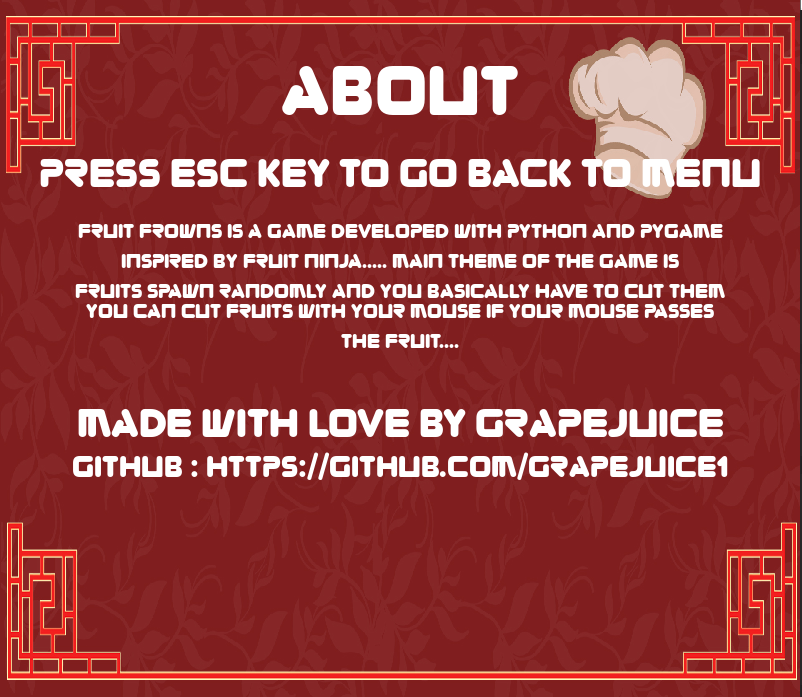 ABOUT
PRESS ESC KEY TO GO BACK TO MENU
FRUIT FROWNS IS A GAME DEVELOPED WITH PYTHON AND PYGAME
INSPIRED BY FRUIT NINJA..... MAIN THEME OF THE GAME IS
FRUITS SPAWN RANDOMLY AND YOU BASICALLY HAVE TO CUT THEM
YOU CAN CUT FRUITS WITH YOUR MOUSE IF YOUR MOUSE PASSES
THE FRUIT....
MADE WITH LOVE BY GRAPEJUICE
GITHUB : HTTPS://GITHUB.COM/GRAPEJUICE1